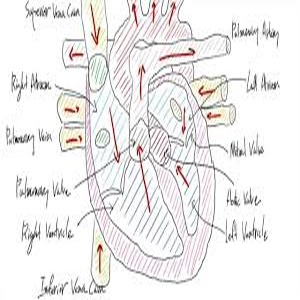 Superior Vena Cava
Pulmonary Artery
Right Atrium
Left Atrium
Pulmonary Vein
Mitral Valve
Pulmonary Valve
Aortic Valve
Right Ventricle
Left Ventricle
Inferior Vena Cava